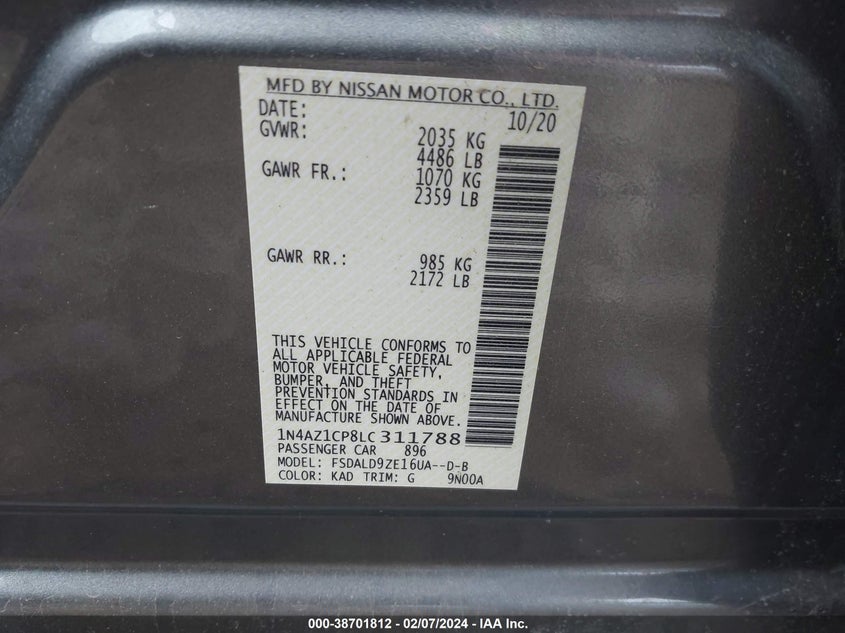 MFD BY NISSAN MOTOR CO., LTD.
DATE: 10/20
GVWR: 2035 KG
4486 LB
GAWR FR.: 1070 KG
2359 LB
GAWR RR.: 985 KG
2172 LB
THIS VEHICLE CONFORMS TO
ALL APPLICABLE FEDERAL
MOTOR VEHICLE SAFETY,
BUMPER, AND THEFT
PREVENTION STANDARDS IN
EFFECT ON THE DATE OF
MANUFACTURE SHOWN ABOVE.
1N4AZ1CP8LC311788
PASSENGER CAR 896
MODEL: FSDALD9ZE16UA--D-B
COLOR: KAD TRIM: G 9N00A
000-38701812 - 02/07/2024 - IAA Inc.